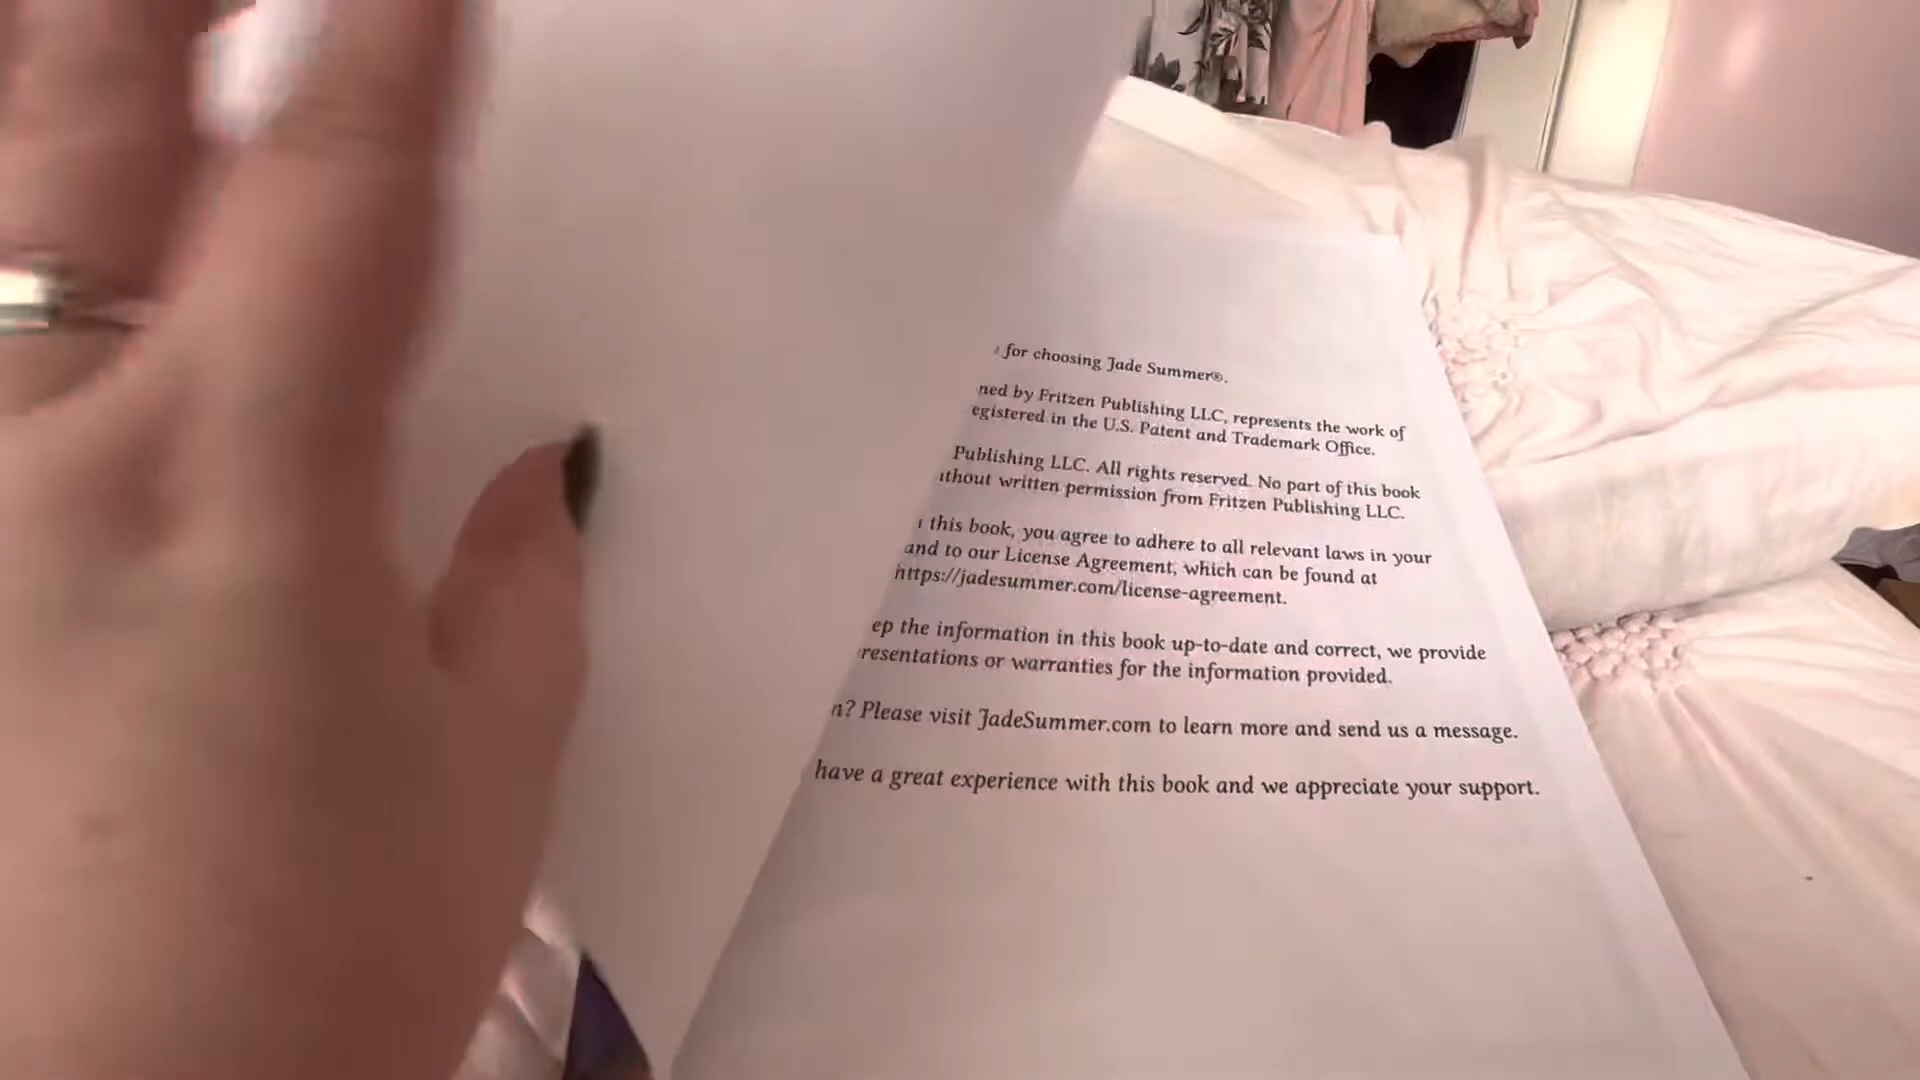 for choosing Jade Summer®.
ned by Fritzen Publishing LLC, represents the work of
egistered in the U.S. Patent and Trademark Office.
Publishing LLC. All rights reserved. No part of this book
ithout written permission from Fritzen Publishing LLC.
this book, you agree to adhere to all relevant laws in your
and to our License Agreement, which can be found at
https://jadesummer.com/license-agreement.
ep the information in this book up-to-date and correct, we provide
resentations or warranties for the information provided.
n? Please visit JadeSummer.com to learn more and send us a message.
have a great experience with this book and we appreciate your support.